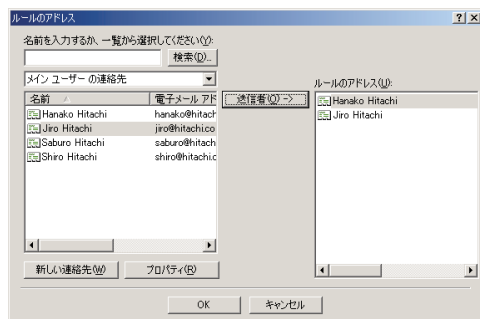 ルールのアドレス
名前を入力するか、一覧から選択してください(Y):
検索(D)...
メイン ユーザー の連絡先
ルールのアドレス(U):
名前 電子メール アド
送信者(O) ->
Hanako Hitachi hanako@hitach
Jiro Hitachi jiro@hitachi.co
Saburo Hitachi saburo@hitach
Shiro Hitachi shiro@hitachi.c
Hanako Hitachi
Jiro Hitachi
新しい連絡先(W)
プロパティ(R)
OK
キャンセル